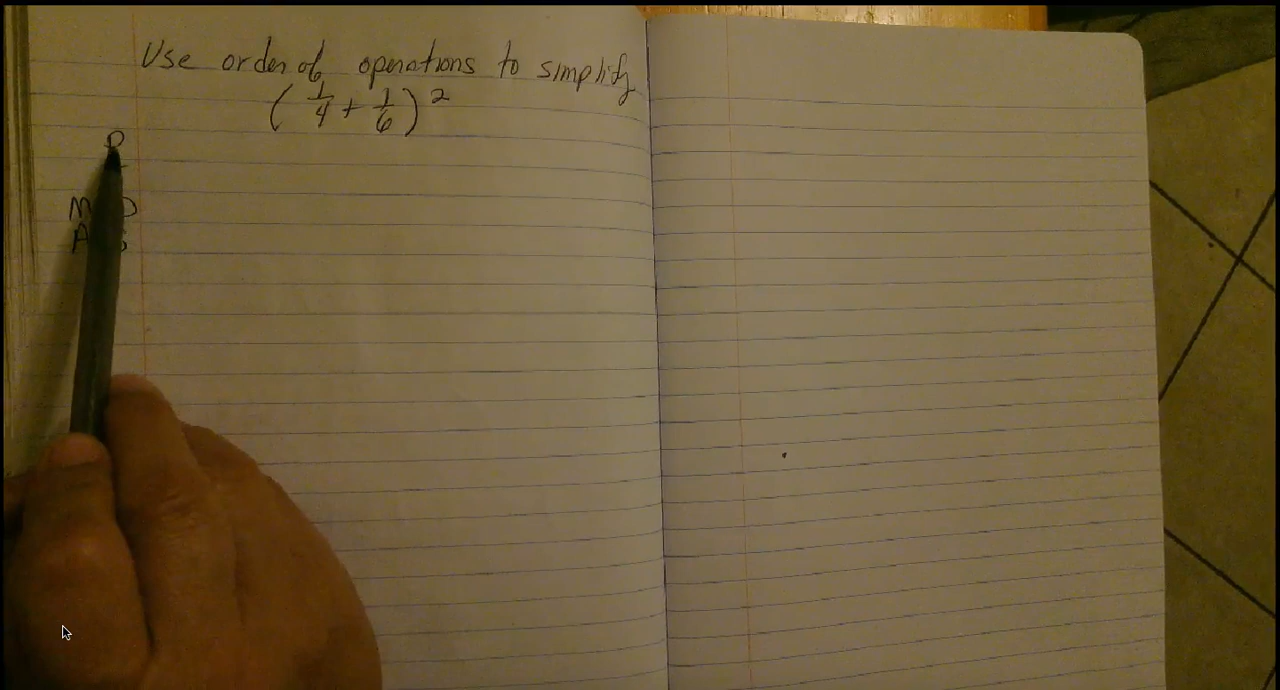 Use order of operations to simplify
(1/4 + 1/6)²
P
M D
A S